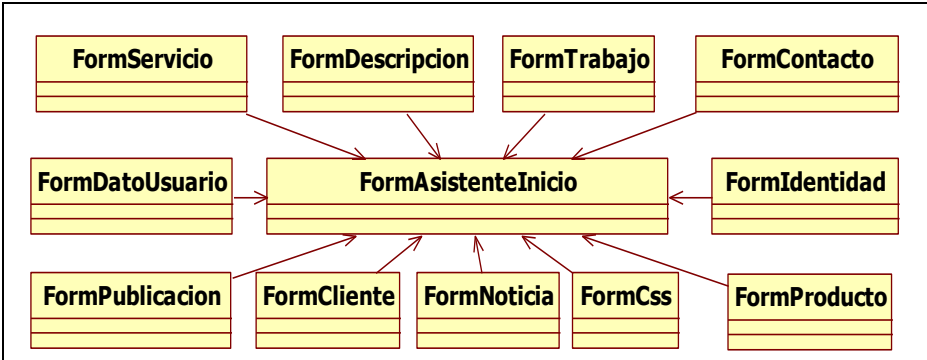 FormServicio
FormDescripcion
FormTrabajo
FormContacto
FormDatoUsuario
FormAsistenteInicio
FormIdentidad
FormPublicacion
FormCliente
FormNoticia
FormCss
FormProducto